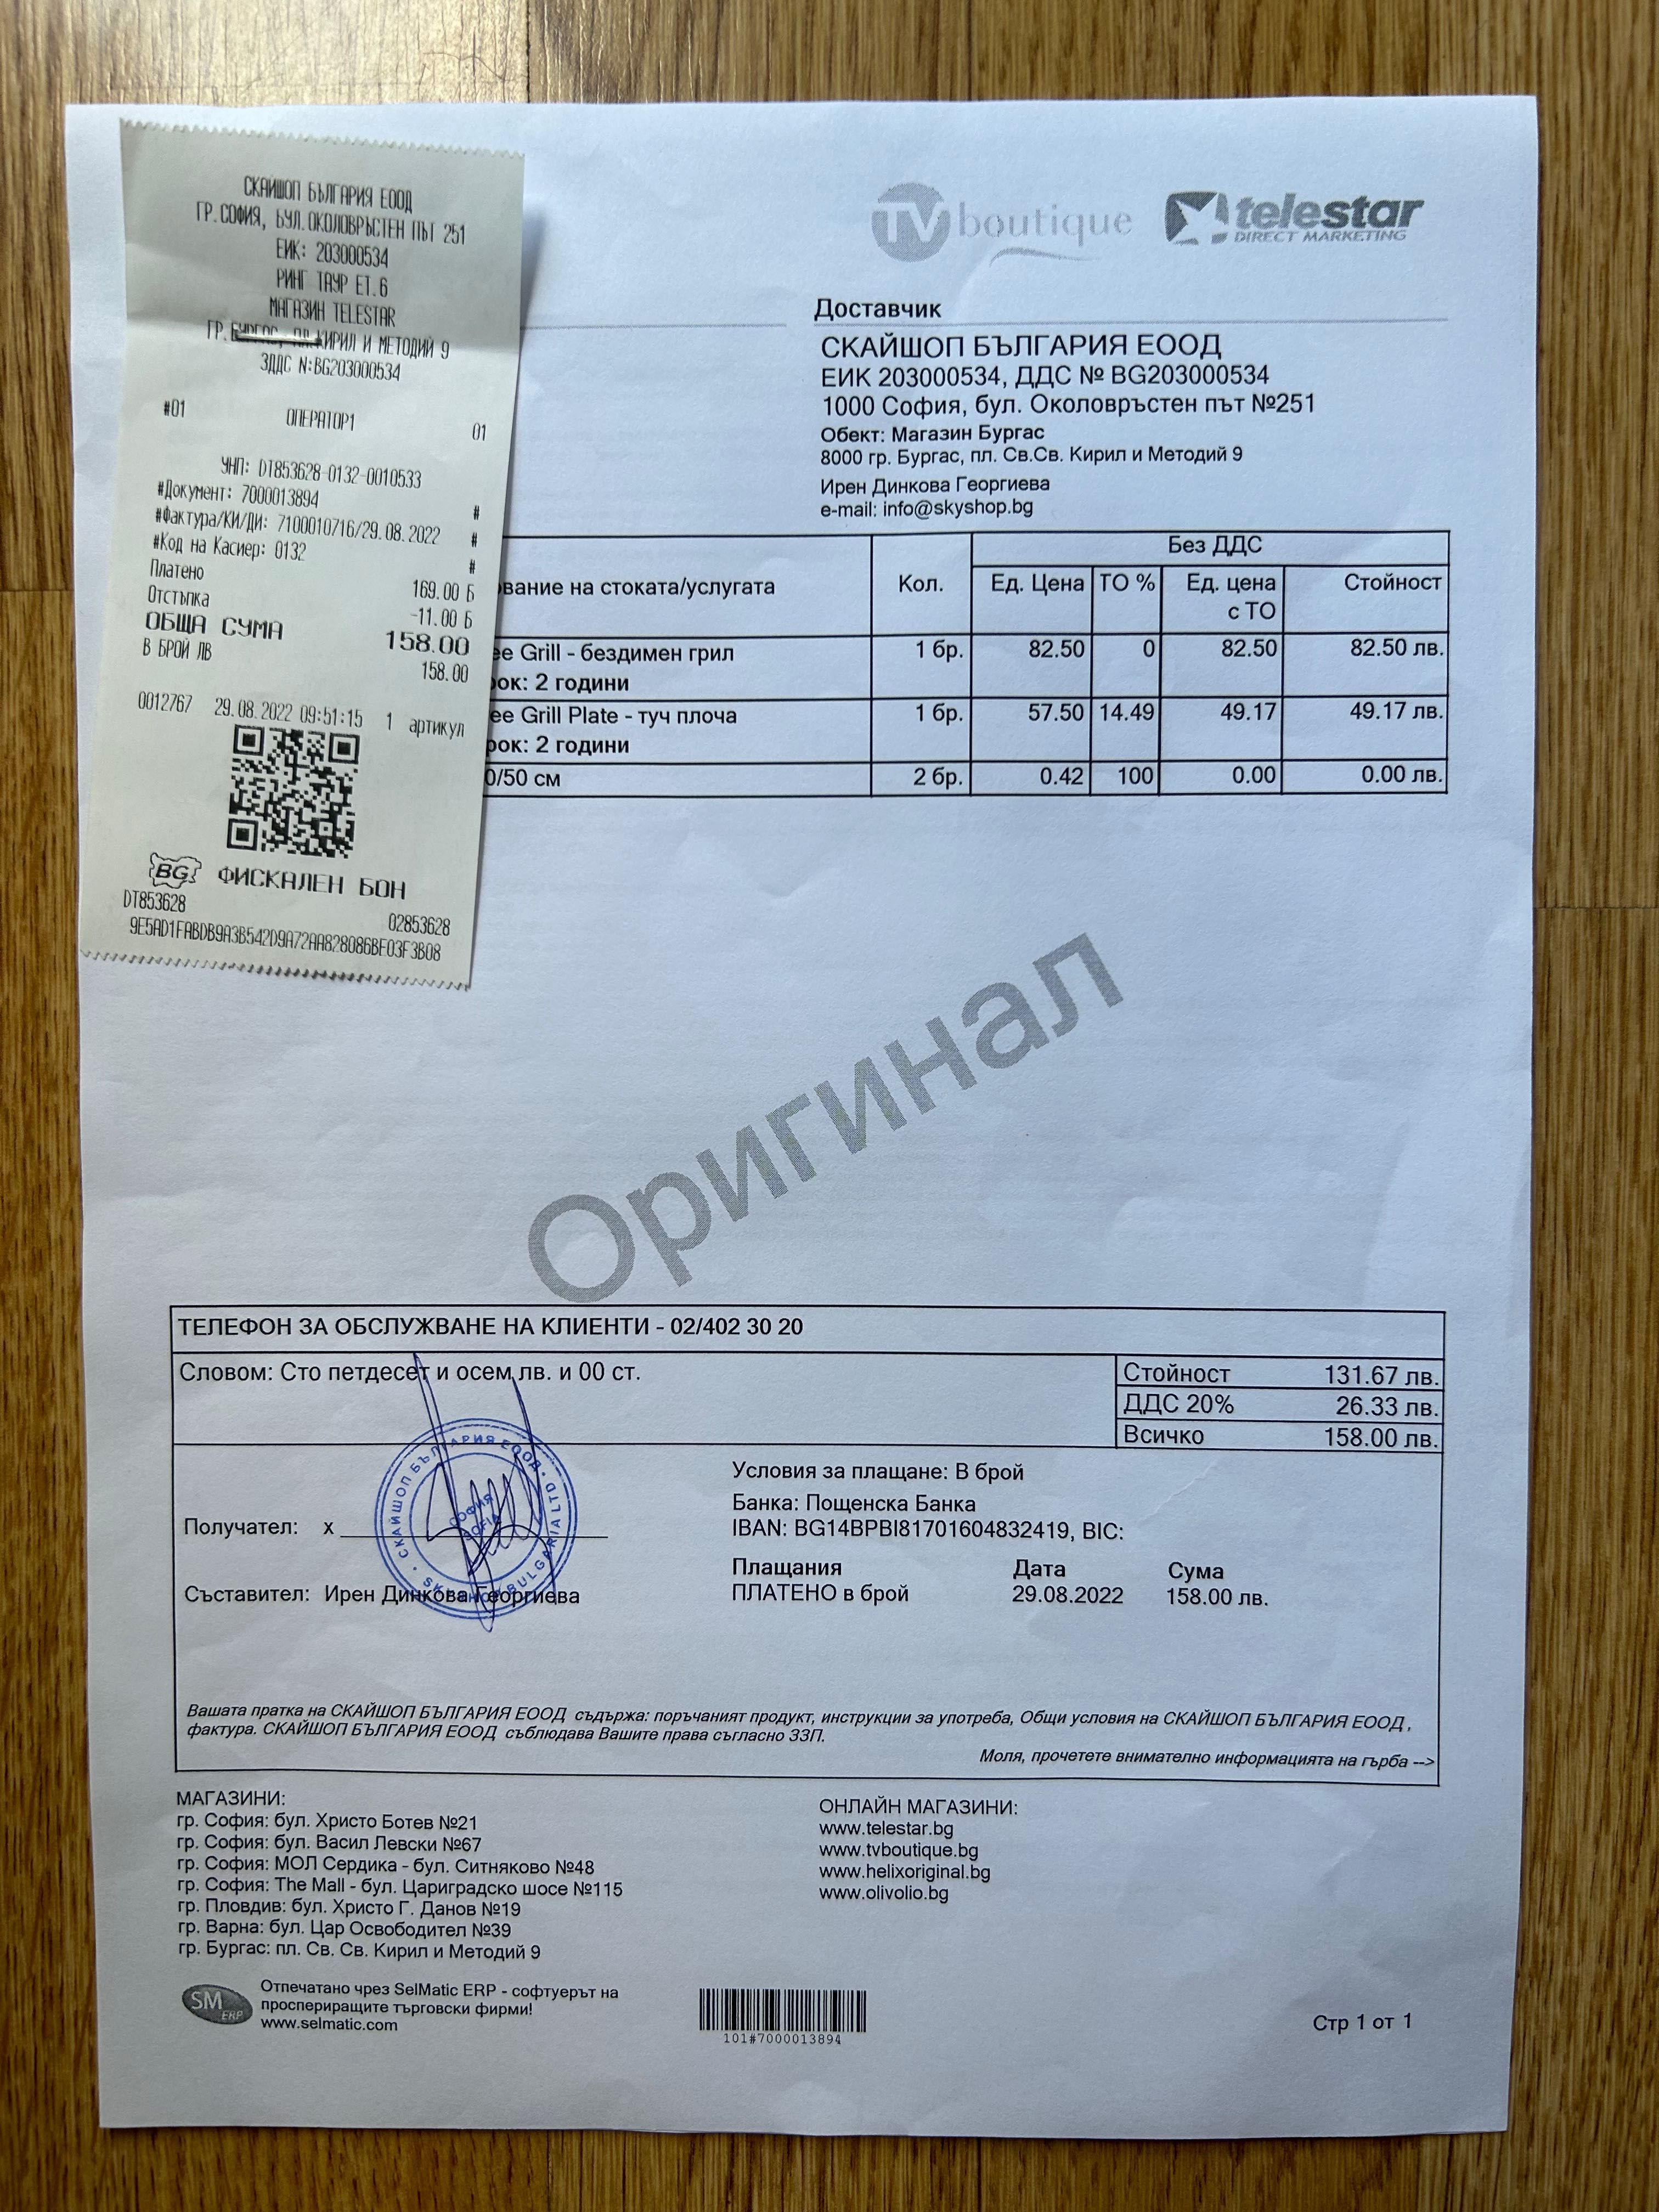 СКАЙШОП БЪЛГАРИЯ ЕООД
ГР.СОФИЯ, БУЛ.ОКОЛОВРЪСТЕН ПЪТ 251
ЕИК: 203000534
РИНГ ТАУР ЕТ.6
МАГАЗИН TELESTAR
ГР.БУРГАС, ПЛ.КИРИЛ И МЕТОДИЙ 9
ЗДДС N:BG203000534
#01 ОПЕРАТОР1 01
УНП: DT853628-0132-0010533
#Документ: 7000013894 #
#Фактура/КИ/ДИ: 7100010716/29.08.2022 #
#Код на Касиер: 0132 #
Платено 169.00 Б
Отстъпка -11.00 Б
ОБЩА СУМА 158.00
В БРОЙ ЛВ 158.00
0012767 29.08.2022 09:51:15 1 артикул
BG ФИСКАЛЕН БОН
DT853628 02853628
9E5AD1FABDB9A3B542D9A72AA828086BE03F3B08
TV boutique
telestar
DIRECT MARKETING
Доставчик
СКАЙШОП БЪЛГАРИЯ ЕООД
ЕИК 203000534, ДДС № BG203000534
1000 София, бул. Околовръстен път №251
Обект: Магазин Бургас
8000 гр. Бургас, пл. Св.Св. Кирил и Методий 9
Ирен Динкова Георгиева
e-mail: info@skyshop.bg
Без ДДС
вание на стоката/услугата Кол. Ед. Цена ТО % Ед. цена с ТО Стойност
ee Grill - бездимен грил 1 бр. 82.50 0 82.50 82.50 лв.
рок: 2 години
ee Grill Plate - туч плоча 1 бр. 57.50 14.49 49.17 49.17 лв.
рок: 2 години
0/50 см 2 бр. 0.42 100 0.00 0.00 лв.
Оригинал
ТЕЛЕФОН ЗА ОБСЛУЖВАНЕ НА КЛИЕНТИ - 02/402 30 20
Словом: Сто петдесет и осем лв. и 00 ст.
Стойност 131.67 лв.
ДДС 20% 26.33 лв.
Всичко 158.00 лв.
Условия за плащане: В брой
Банка: Пощенска Банка
IBAN: BG14BPBI81701604832419, BIC:
Получател: x
СКАЙШОП БЪЛГАРИЯ ЕООД · SKYSHOP BULGARIA LTD
СОФИЯ
SOFIA
Плащания Дата Сума
ПЛАТЕНО в брой 29.08.2022 158.00 лв.
Съставител: Ирен Динкова Георгиева
Вашата пратка на СКАЙШОП БЪЛГАРИЯ ЕООД съдържа: поръчаният продукт, инструкции за употреба, Общи условия на СКАЙШОП БЪЛГАРИЯ ЕООД ,
фактура. СКАЙШОП БЪЛГАРИЯ ЕООД съблюдава Вашите права съгласно ЗЗП.
Моля, прочетете внимателно информацията на гърба -->
МАГАЗИНИ:
гр. София: бул. Христо Ботев №21
гр. София: бул. Васил Левски №67
гр. София: МОЛ Сердика - бул. Ситняково №48
гр. София: The Mall - бул. Цариградско шосе №115
гр. Пловдив: бул. Христо Г. Данов №19
гр. Варна: бул. Цар Освободител №39
гр. Бургас: пл. Св. Св. Кирил и Методий 9
ОНЛАЙН МАГАЗИНИ:
www.telestar.bg
www.tvboutique.bg
www.helixoriginal.bg
www.olivolio.bg
SM ERP
Отпечатано чрез SelMatic ERP - софтуерът на
проспериращите търговски фирми!
www.selmatic.com
101#7000013894
Стр 1 от 1